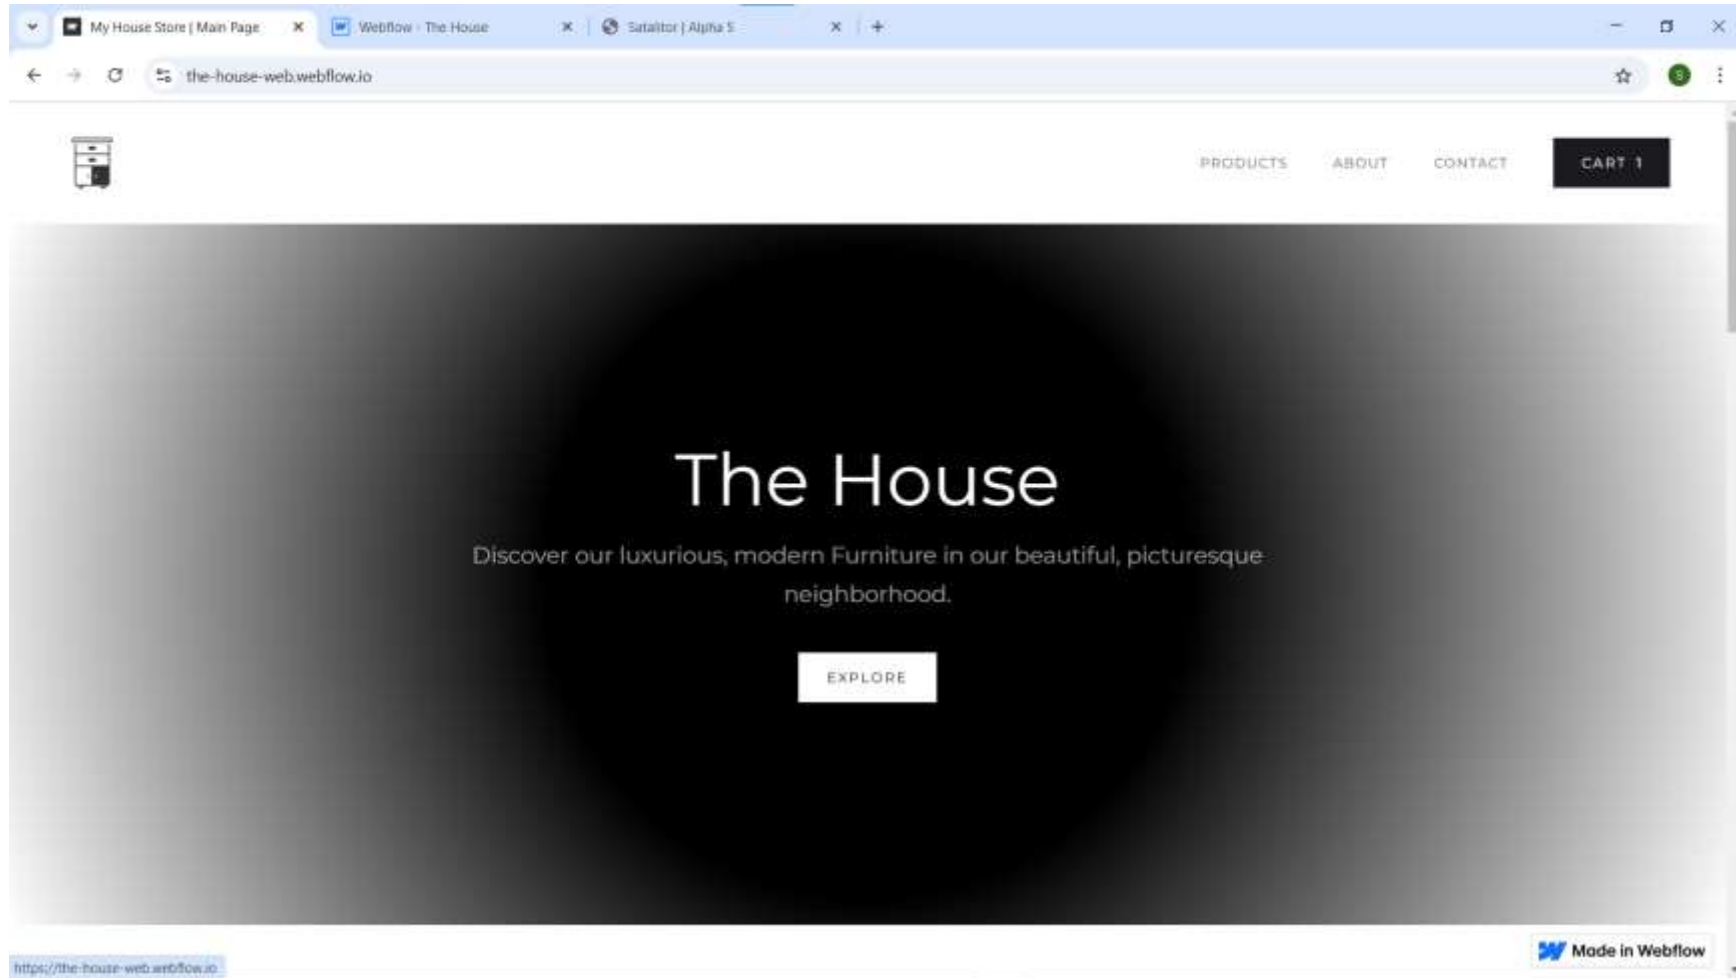 My House Store | Main Page
Webflow - The House
Satalitor | Alpha S
the-house-web.webflow.io
S
PRODUCTS ABOUT CONTACT CART 1
The House
Discover our luxurious, modern Furniture in our beautiful, picturesque
neighborhood.
EXPLORE
Made in Webflow
https://the-house-web.webflow.io